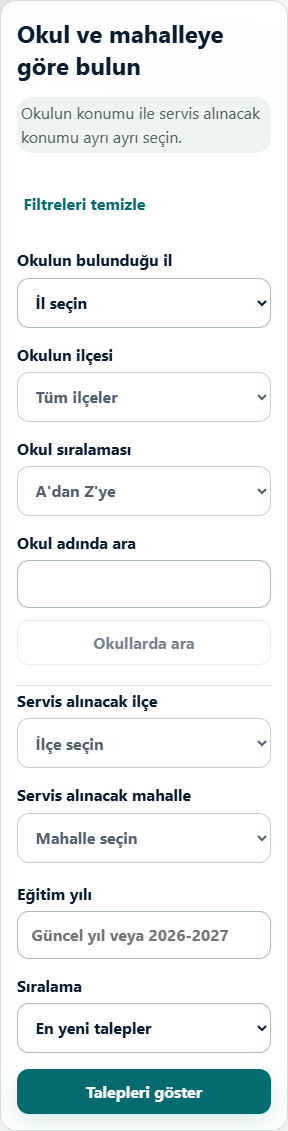 Okul ve mahalleye
göre bulun
Okulun konumu ile servis alınacak
konumu ayrı ayrı seçin.
Filtreleri temizle
Okulun bulunduğu il
İl seçin
Okulun ilçesi
Tüm ilçeler
Okul sıralaması
A'dan Z'ye
Okul adında ara
Okullarda ara
Servis alınacak ilçe
İlçe seçin
Servis alınacak mahalle
Mahalle seçin
Eğitim yılı
Güncel yıl veya 2026-2027
Sıralama
En yeni talepler
Talepleri göster